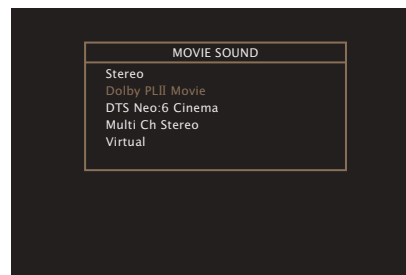 MOVIE SOUND
Stereo
Dolby PLII Movie
DTS Neo:6 Cinema
Multi Ch Stereo
Virtual